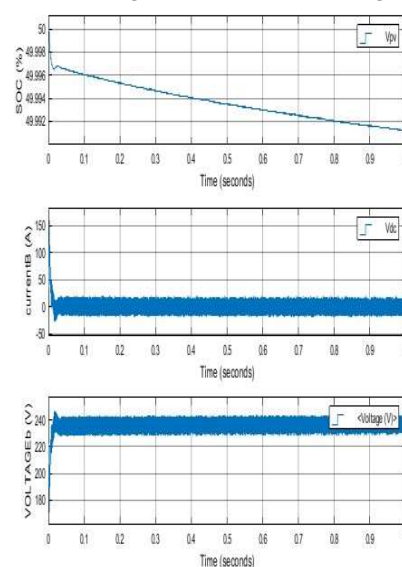 50
49.998
49.996
49.994
49.992
SOC (%)
Vpv
0 0.1 0.2 0.3 0.4 0.5 0.6 0.7 0.8 0.9
Time (seconds)
150
100
50
0
-50
currentB (A)
Vdc
0 0.1 0.2 0.3 0.4 0.5 0.6 0.7 0.8 0.9
Time (seconds)
240
220
200
180
VOLTAGEb (V)
<Voltage (V)>
0 0.1 0.2 0.3 0.4 0.5 0.6 0.7 0.8 0.9
Time (seconds)